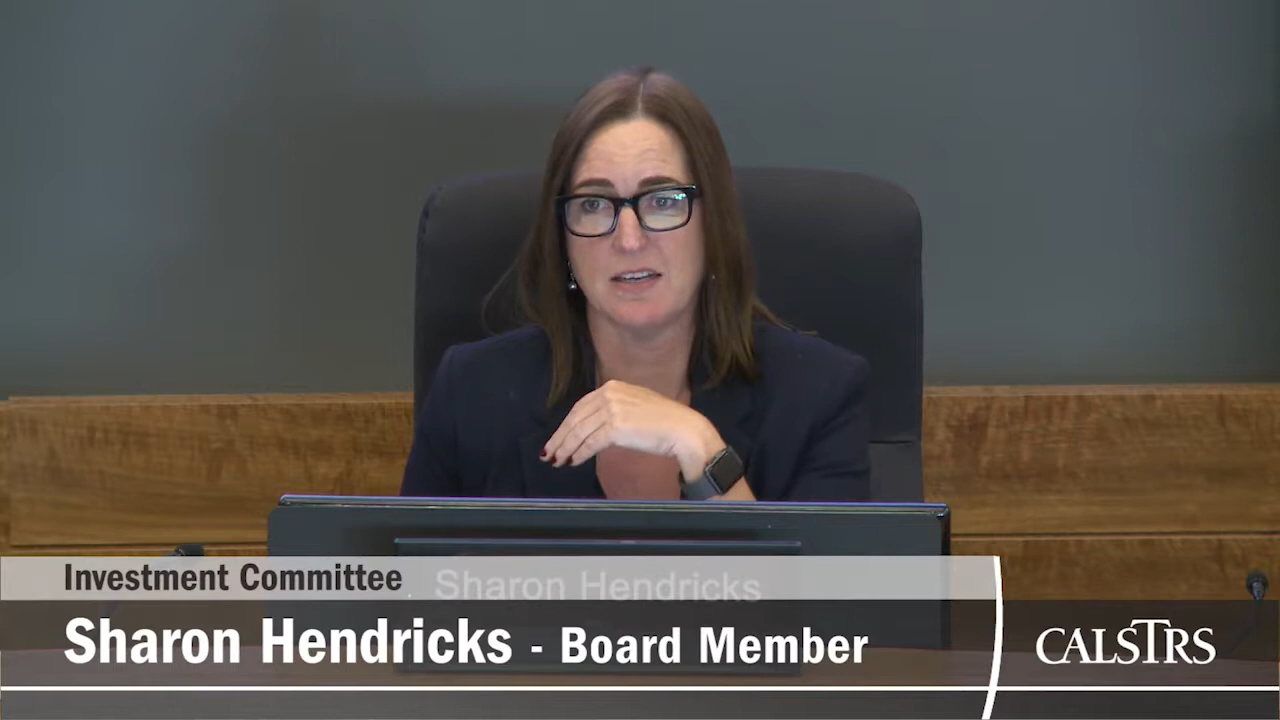 Investment Committee
Sharon Hendricks
Sharon Hendricks - Board Member
CALSTRS